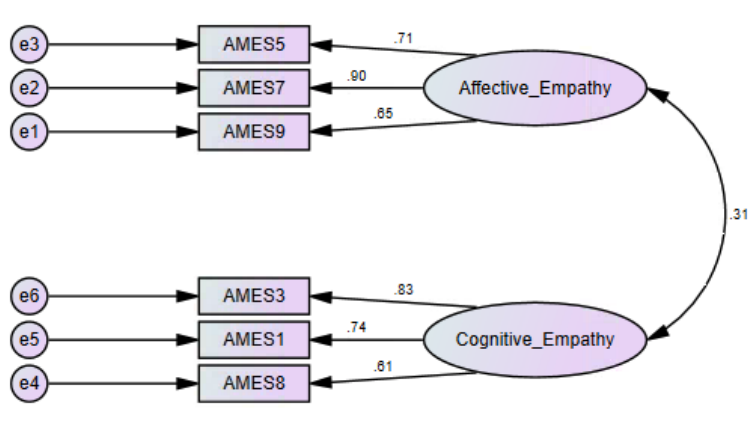 e3 AMES5 .71
e2 AMES7 .90 Affective_Empathy
e1 AMES9 .65
.31
e6 AMES3 .83
e5 AMES1 .74 Cognitive_Empathy
e4 AMES8 .61